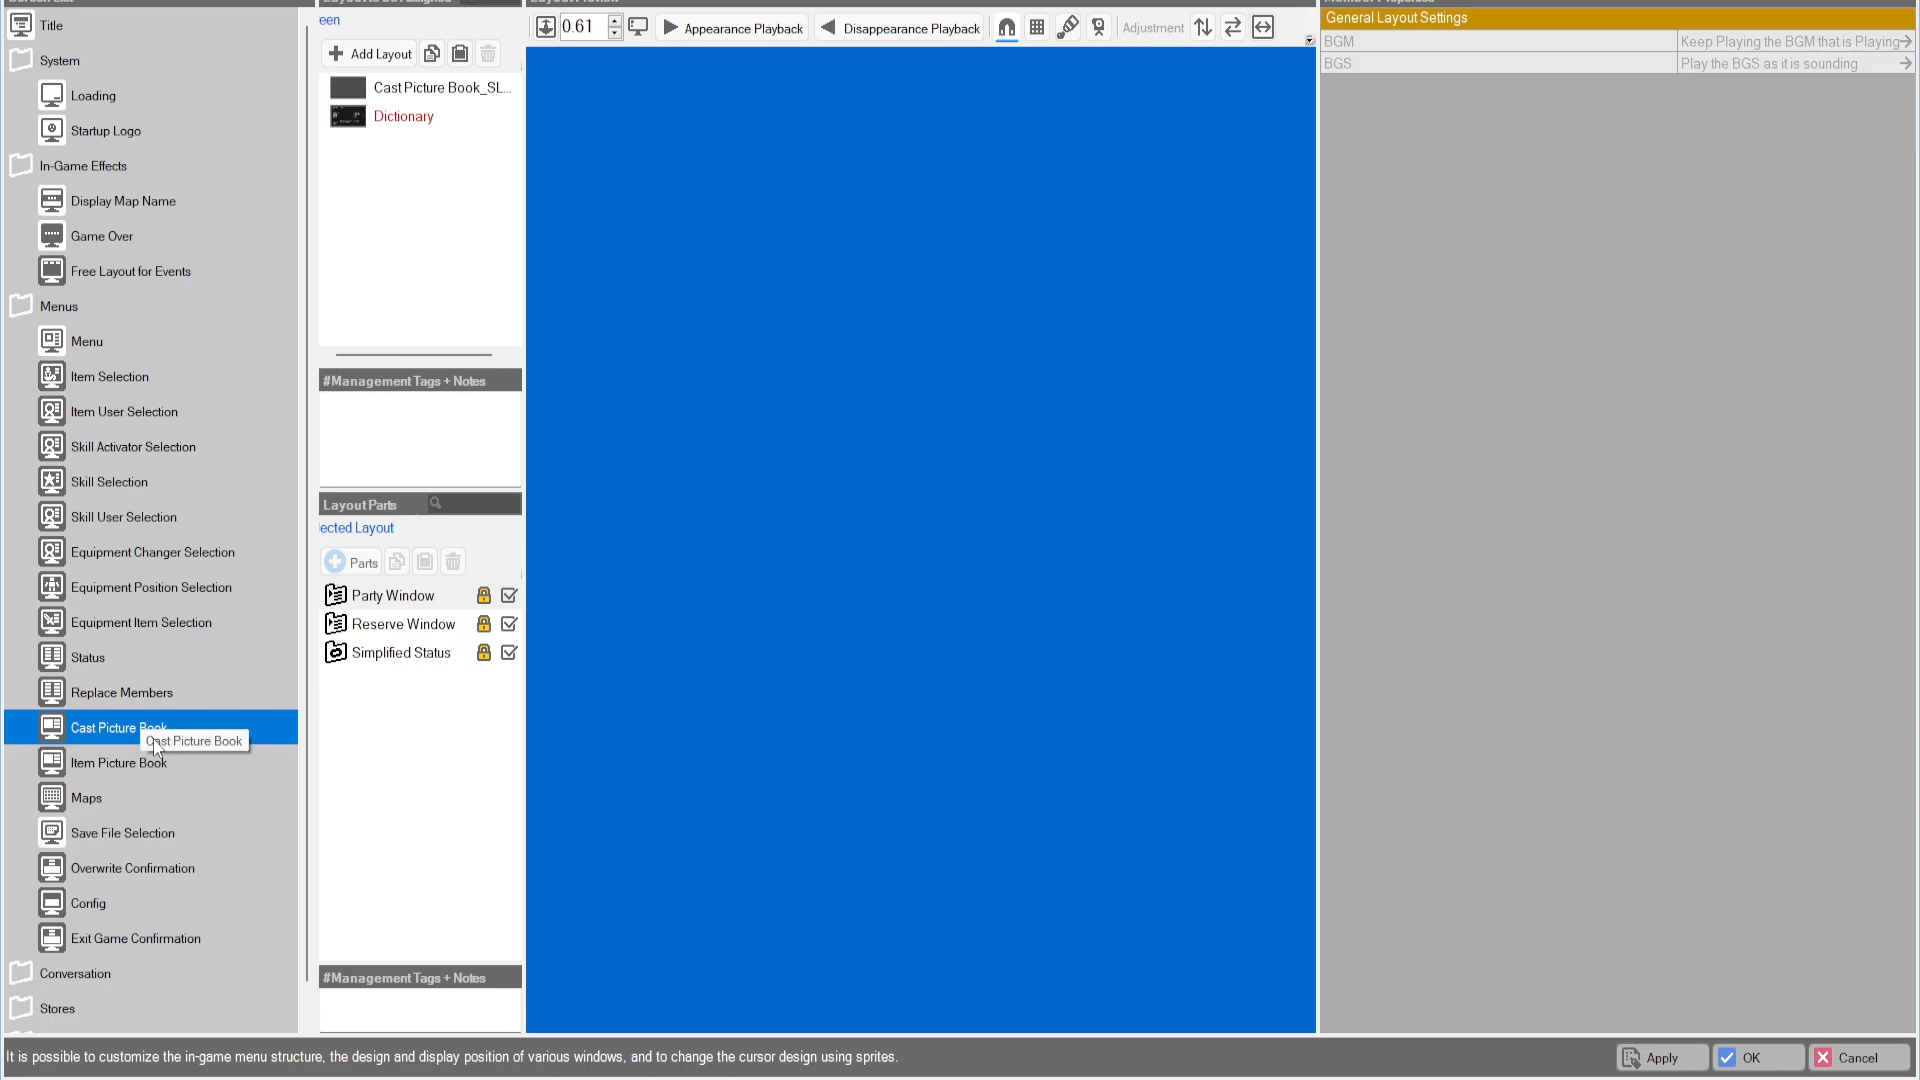 Title
System
Loading
Startup Logo
In-Game Effects
Display Map Name
Game Over
Free Layout for Events
Menus
Menu
Item Selection
Item User Selection
Skill Activator Selection
Skill Selection
Skill User Selection
Equipment Changer Selection
Equipment Position Selection
Equipment Item Selection
Status
Replace Members
Cast Picture Book
Cast Picture Book
Item Picture Book
Maps
Save File Selection
Overwrite Confirmation
Config
Exit Game Confirmation
Conversation
Stores
een
Add Layout
Cast Picture Book_SL...
Dictionary
#Management Tags + Notes
Layout Parts
lected Layout
Parts
Party Window
Reserve Window
Simplified Status
#Management Tags + Notes
0.61
Appearance Playback
Disappearance Playback
Adjustment
General Layout Settings
BGM
Keep Playing the BGM that is Playing
BGS
Play the BGS as it is sounding
It is possible to customize the in-game menu structure, the design and display position of various windows, and to change the cursor design using sprites.
Apply
OK
Cancel